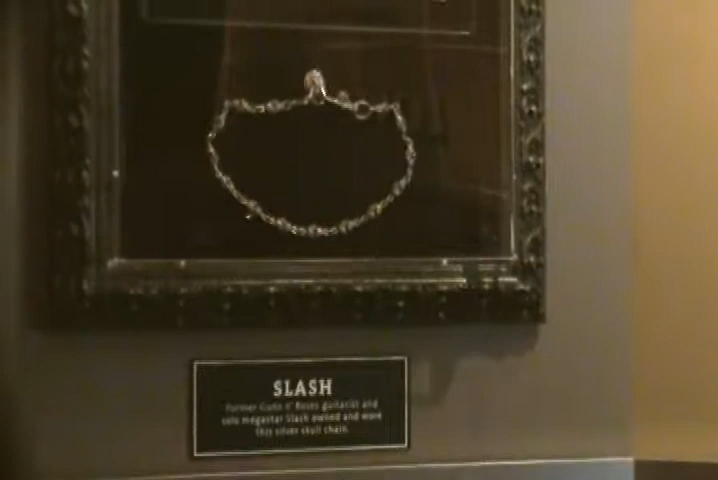 SLASH
Former Guns n' Roses guitarist and
solo megastar Slash owned and wore
this silver skull chain.